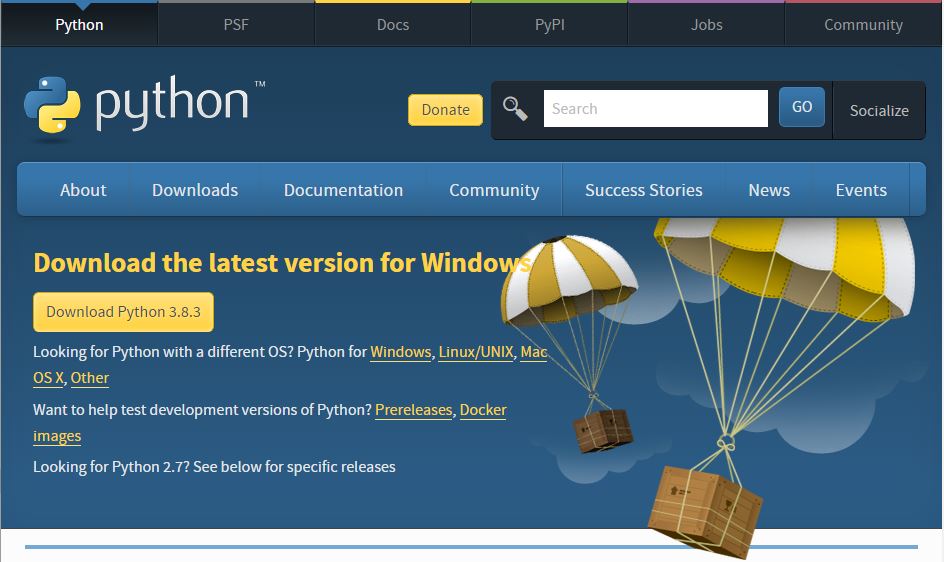 Python PSF Docs PyPI Jobs Community
python™
Donate Search GO Socialize
About Downloads Documentation Community Success Stories News Events
Download the latest version for Windows
Download Python 3.8.3
Looking for Python with a different OS? Python for Windows, Linux/UNIX, Mac
OS X, Other
Want to help test development versions of Python? Prereleases, Docker
images
Looking for Python 2.7? See below for specific releases